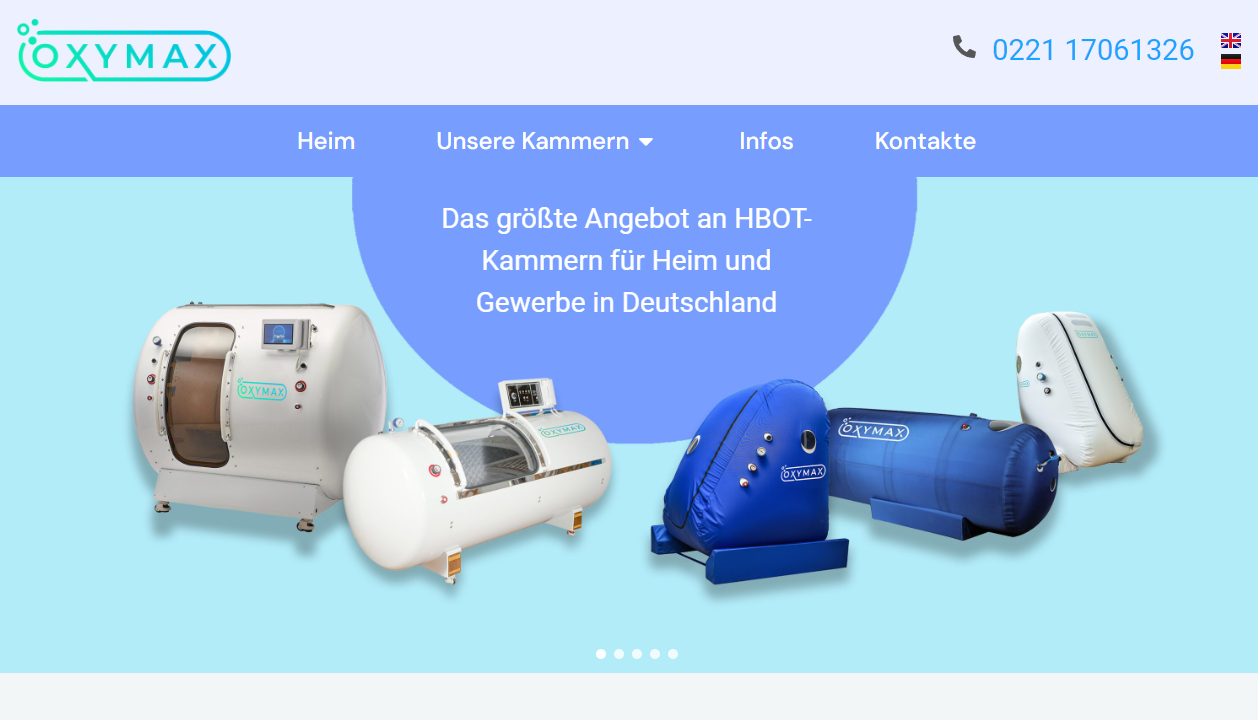 OXYMAX
0221 17061326
Heim
Unsere Kammern
Infos
Kontakte
Das größte Angebot an HBOT-
Kammern für Heim und
Gewerbe in Deutschland
OXYMAX
OXYMAX
OXYMAX
OXYMAX
OXYMAX